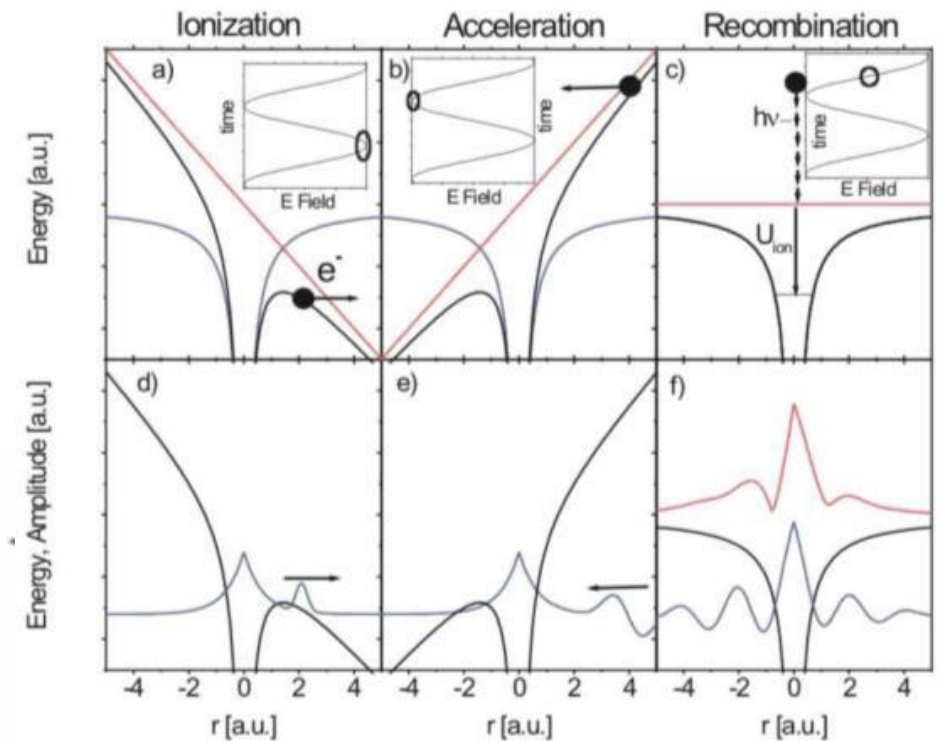 Ionization
Acceleration
Recombination
a)
time
E Field
e-
b)
time
E Field
c)
hν
time
E Field
Uion
Energy [a.u.]
d)
e)
f)
Energy, Amplitude [a.u.]
-4 -2 0 2 4
-4 -2 0 2 4
-4 -2 0 2 4
r [a.u.]
r [a.u.]
r [a.u.]